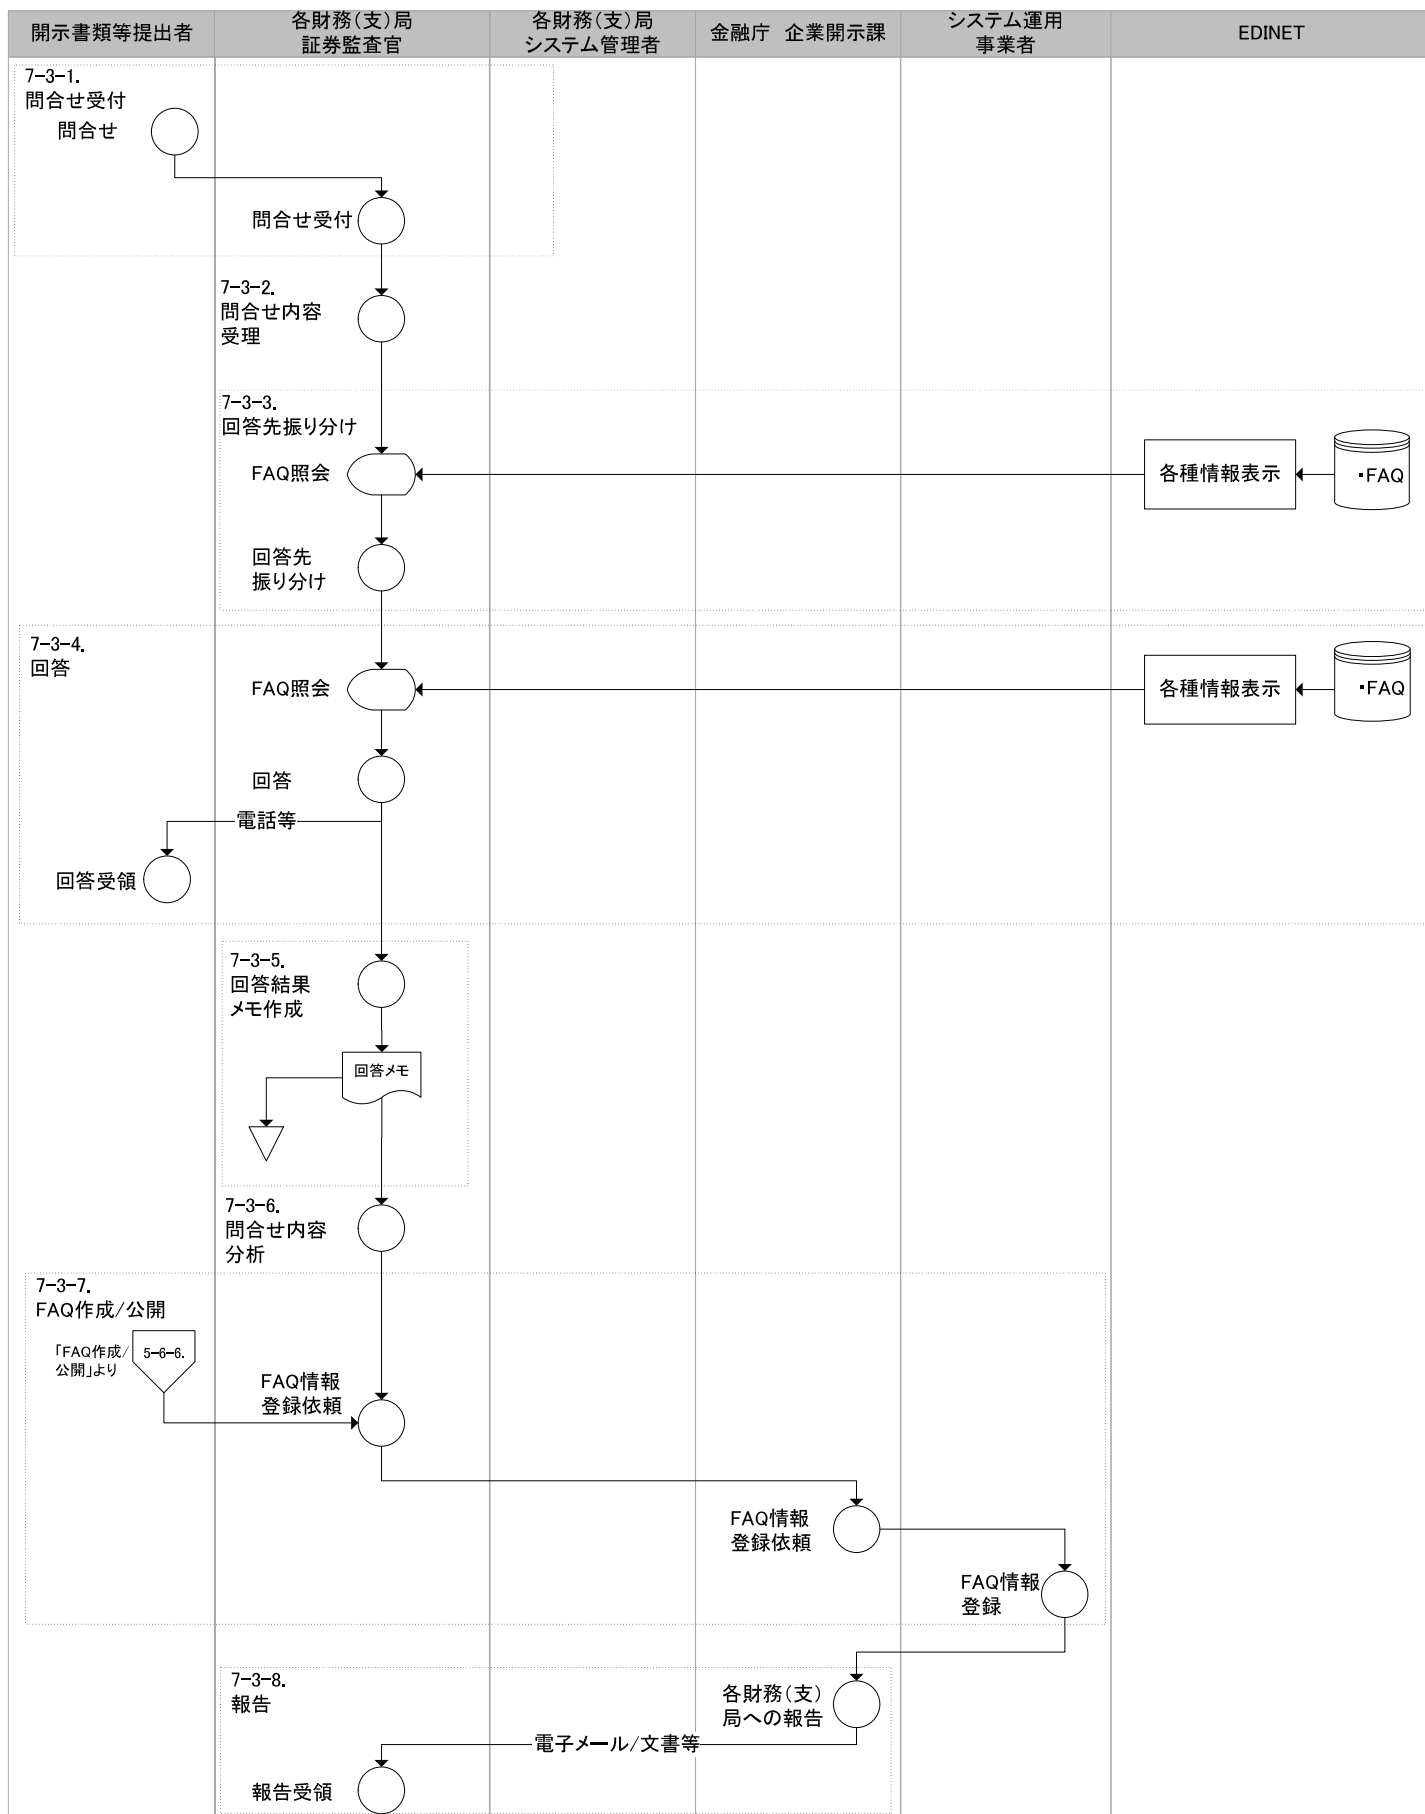 開示書類等提出者
各財務(支)局
証券監査官
各財務(支)局
システム管理者
金融庁 企業開示課
システム運用
事業者
EDINET
7-3-1.
問合せ受付
問合せ
問合せ受付
7-3-2.
問合せ内容
受理
7-3-3.
回答先振り分け
FAQ照会
各種情報表示
・FAQ
回答先
振り分け
7-3-4.
回答
FAQ照会
各種情報表示
・FAQ
回答
電話等
回答受領
7-3-5.
回答結果
メモ作成
回答メモ
7-3-6.
問合せ内容
分析
7-3-7.
FAQ作成/公開
「FAQ作成/
公開」より
5-6-6.
FAQ情報
登録依頼
FAQ情報
登録依頼
FAQ情報
登録
7-3-8.
報告
各財務(支)
局への報告
電子メール/文書等
報告受領